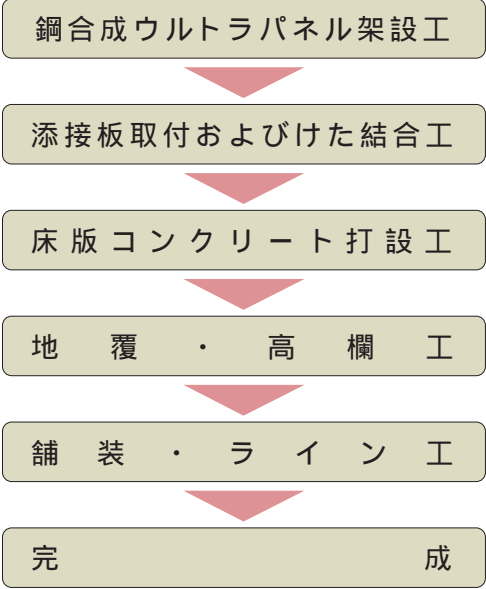 鋼合成ウルトラパネル架設工
添接板取付およびけた結合工
床版コンクリート打設工
地覆・高欄工
舗装・ライン工
完成